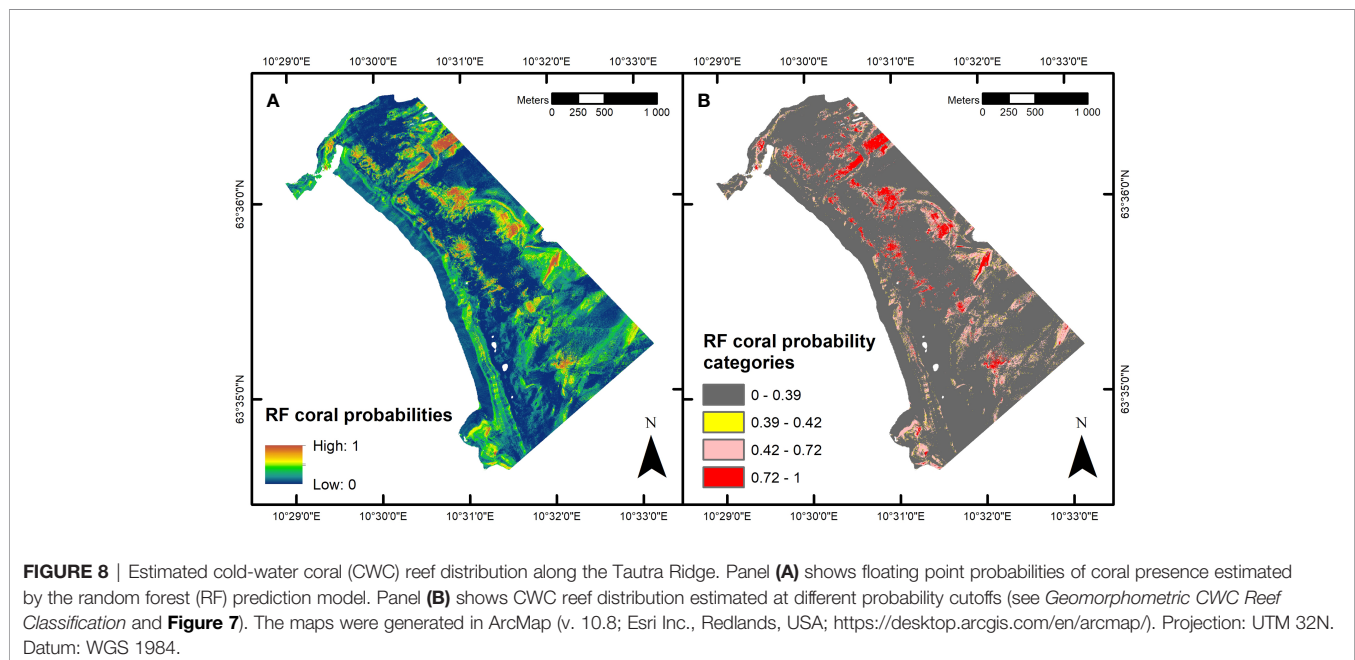 10°29'0"E 10°30'0"E 10°31'0"E 10°32'0"E 10°33'0"E
10°29'0"E 10°30'0"E 10°31'0"E 10°32'0"E 10°33'0"E
A
Meters
0 250 500 1 000
63°36'0"N
63°35'0"N
RF coral probabilities
High: 1
Low: 0
N
B
Meters
0 250 500 1 000
63°36'0"N
63°35'0"N
RF coral probability
categories
0 - 0.39
0.39 - 0.42
0.42 - 0.72
0.72 - 1
N
10°29'0"E 10°30'0"E 10°31'0"E 10°32'0"E 10°33'0"E
10°29'0"E 10°30'0"E 10°31'0"E 10°32'0"E 10°33'0"E
FIGURE 8 | Estimated cold-water coral (CWC) reef distribution along the Tautra Ridge. Panel (A) shows floating point probabilities of coral presence estimated
by the random forest (RF) prediction model. Panel (B) shows CWC reef distribution estimated at different probability cutoffs (see Geomorphometric CWC Reef
Classification and Figure 7). The maps were generated in ArcMap (v. 10.8; Esri Inc., Redlands, USA; https://desktop.arcgis.com/en/arcmap/). Projection: UTM 32N.
Datum: WGS 1984.